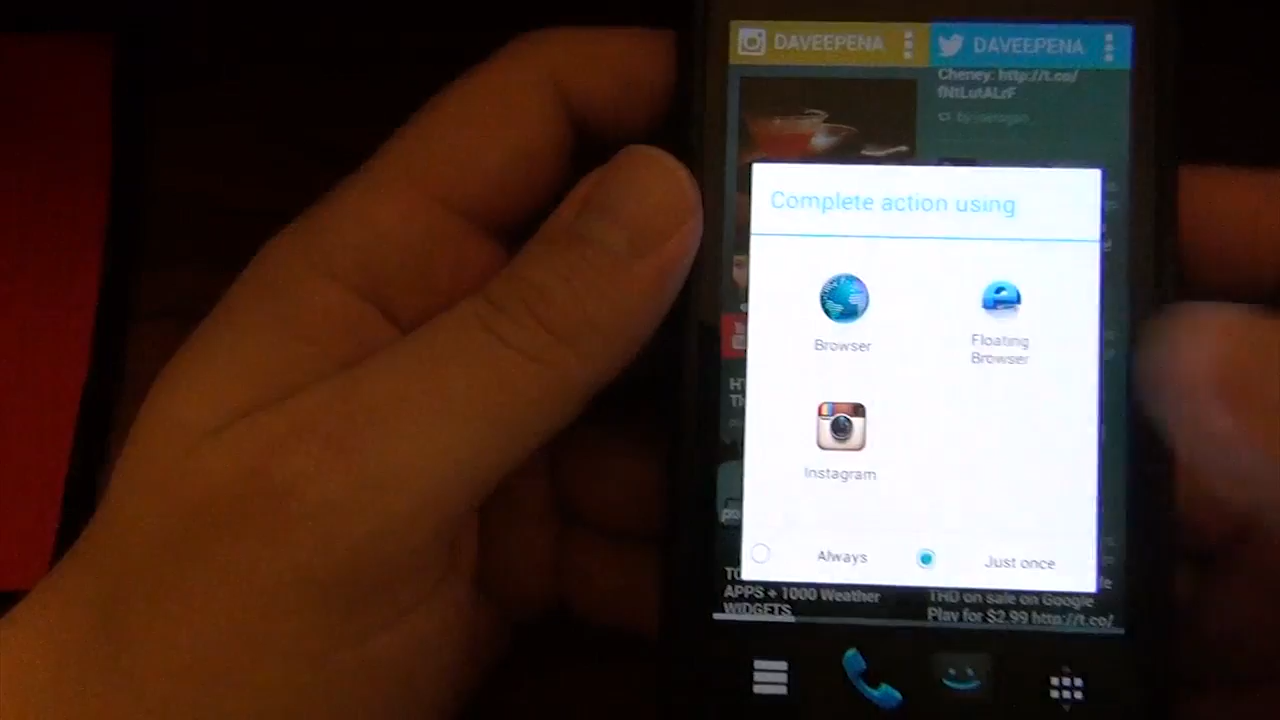 DAVEEPENA
DAVEEPENA
Cheney: http://t.co/
fNtLutALrF
Complete action using
Browser
Floating
Browser
Instagram
Always
Just once
APPS + 1000 Weather
WIDGETS
THD on sale on Google
Play for $2.99 http://t.co/